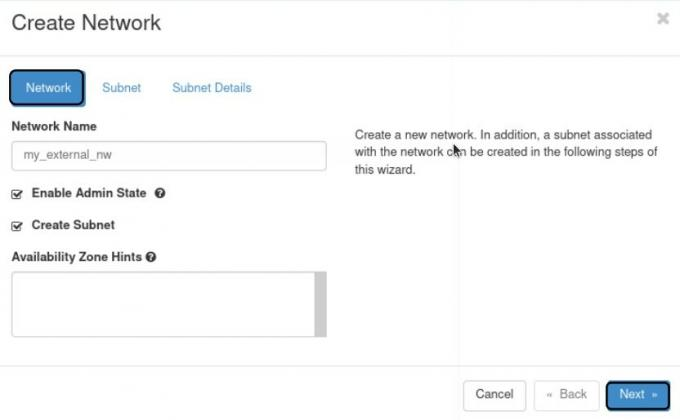 Create Network
×
Network Subnet Subnet Details
Network Name
my_external_nw
Enable Admin State ?
Create Subnet
Availability Zone Hints ?
Create a new network. In addition, a subnet associated
with the network can be created in the following steps of
this wizard.
Cancel « Back Next »